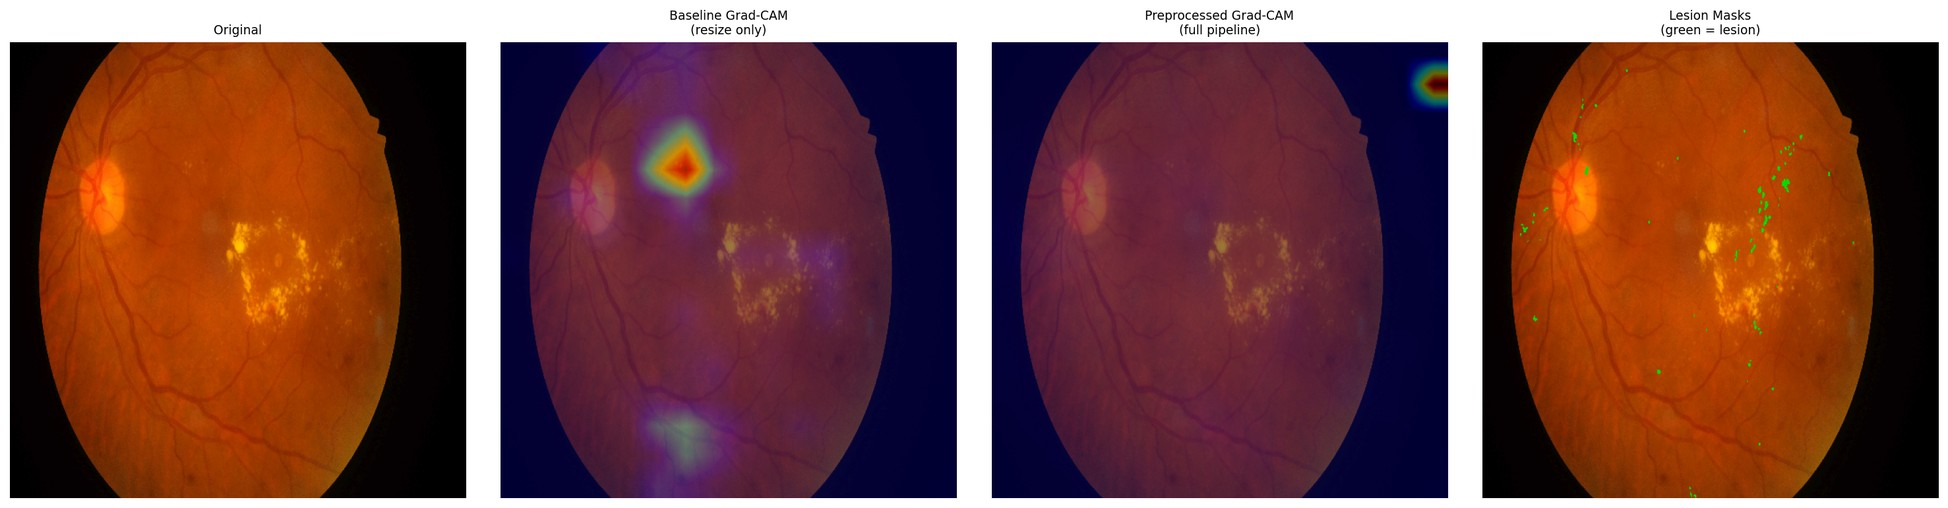 Original
Baseline Grad-CAM
(resize only)
Preprocessed Grad-CAM
(full pipeline)
Lesion Masks
(green = lesion)